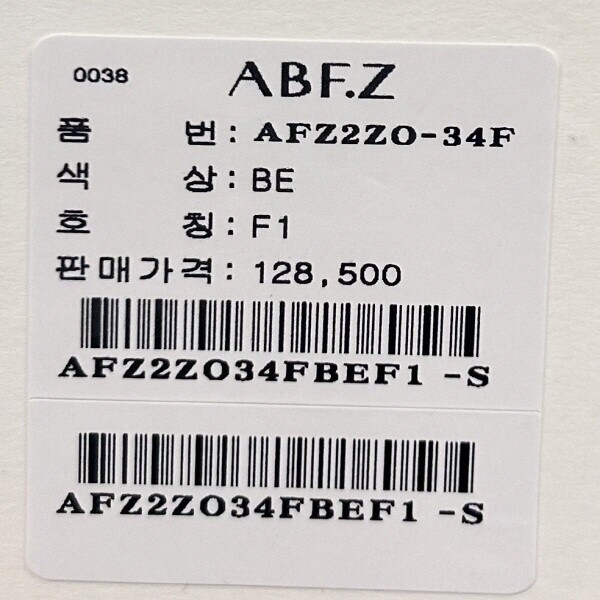 0038 ABF.Z
품 번 : AFZ2ZO-34F
색 상 : BE
호 칭 : F1
판매가격 : 128,500
AFZ2ZO34FBEF1 -S
AFZ2ZO34FBEF1 -S